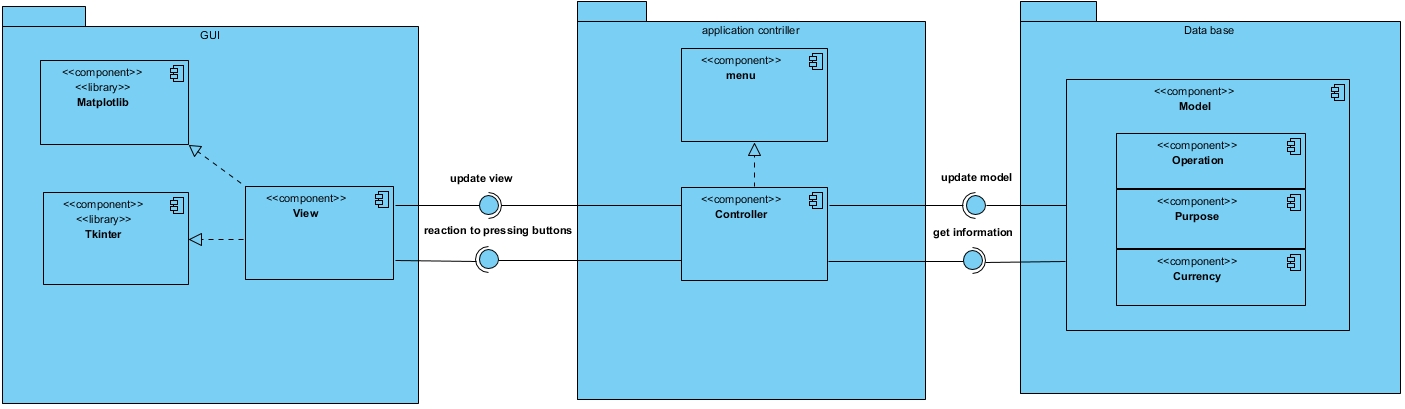 GUI
<<component>>
<<library>>
Matplotlib
<<component>>
<<library>>
Tkinter
<<component>>
View
update view
reaction to pressing buttons
application contriller
<<component>>
menu
<<component>>
Controller
update model
get information
Data base
<<component>>
Model
<<component>>
Operation
<<component>>
Purpose
<<component>>
Currency